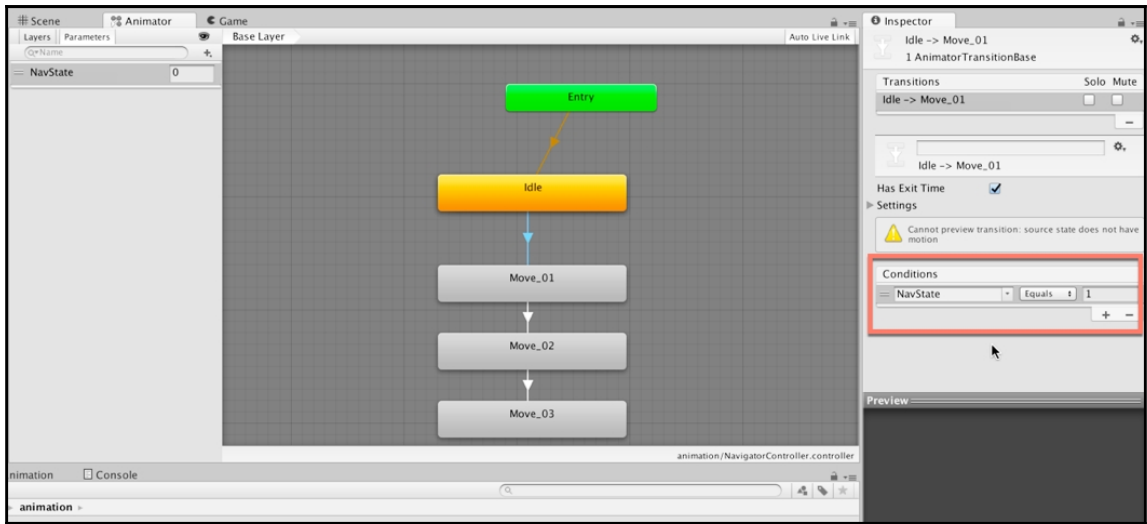 Scene
Animator
Game
Layers
Parameters
Name
NavState
0
Base Layer
Auto Live Link
Entry
Idle
Move_01
Move_02
Move_03
animation/NavigatorController.controller
nimation
Console
animation
Inspector
Idle -> Move_01
1 AnimatorTransitionBase
Transitions Solo Mute
Idle -> Move_01
Idle -> Move_01
Has Exit Time
Settings
Cannot preview transition: source state does not have
motion
Conditions
NavState Equals 1
Preview